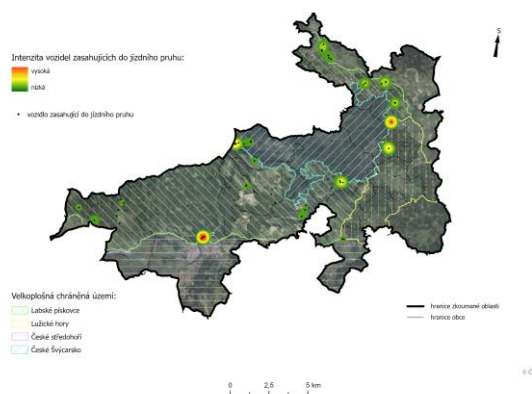 S
Intenzita vozidel zasahujících do jízdního pruhu:
vysoká
nízká
vozidlo zasahující do jízdního pruhu
Velkoplošná chráněná území:
Labské pískovce
Lužické hory
České středohoří
České Švýcarsko
hranice zkoumané oblasti
hranice obce
0 2,5 5 km